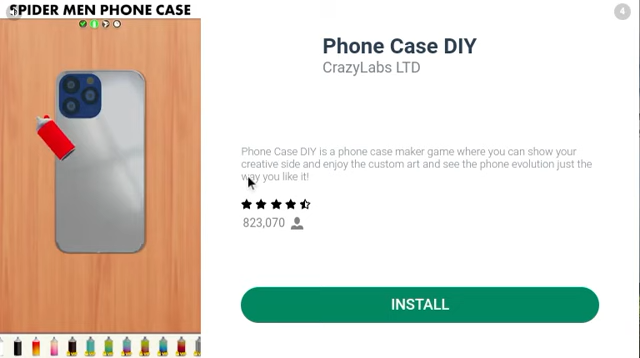 SPIDER MEN PHONE CASE
4
Phone Case DIY
CrazyLabs LTD
Phone Case DIY is a phone case maker game where you can show your
creative side and enjoy the custom art and see the phone evolution just the
way you like it!
823,070
INSTALL